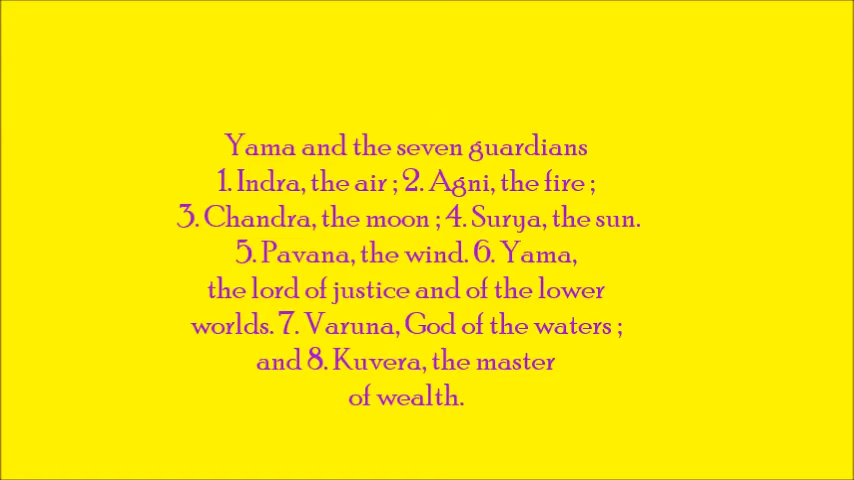 Yama and the seven guardians
1. Indra, the air ; 2. Agni, the fire ;
3. Chandra, the moon ; 4. Surya, the sun.
5. Pavana, the wind. 6. Yama,
the lord of justice and of the lower
worlds. 7. Varuna, God of the waters ;
and 8. Kuvera, the master
of wealth.